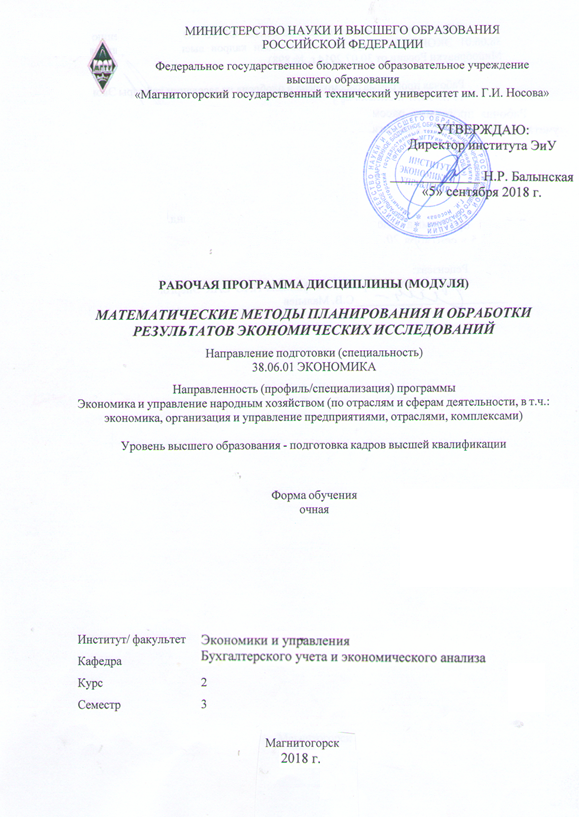 МИНИСТЕРСТВО НАУКИ И ВЫСШЕГО ОБРАЗОВАНИЯ
РОССИЙСКОЙ ФЕДЕРАЦИИ
Федеральное государственное бюджетное образовательное учреждение
высшего образования
«Магнитогорский государственный технический университет им. Г.И. Носова»
УТВЕРЖДАЮ:
Директор института ЭиУ
Н.Р. Балынская
«5» сентября 2018 г.
ИНСТИТУТ
ЭКОНОМИКИ И
УПРАВЛЕНИЯ
РАБОЧАЯ ПРОГРАММА ДИСЦИПЛИНЫ (МОДУЛЯ)
МАТЕМАТИЧЕСКИЕ МЕТОДЫ ПЛАНИРОВАНИЯ И ОБРАБОТКИ
РЕЗУЛЬТАТОВ ЭКОНОМИЧЕСКИХ ИССЛЕДОВАНИЙ
Направление подготовки (специальность)
38.06.01 ЭКОНОМИКА
Направленность (профиль/специализация) программы
Экономика и управление народным хозяйством (по отраслям и сферам деятельности, в т.ч.:
экономика, организация и управление предприятиями, отраслями, комплексами)
Уровень высшего образования - подготовка кадров высшей квалификации
Форма обучения
очная
Институт/ факультет Экономики и управления
Кафедра Бухгалтерского учета и экономического анализа
Курс 2
Семестр 3
Магнитогорск
2018 г.